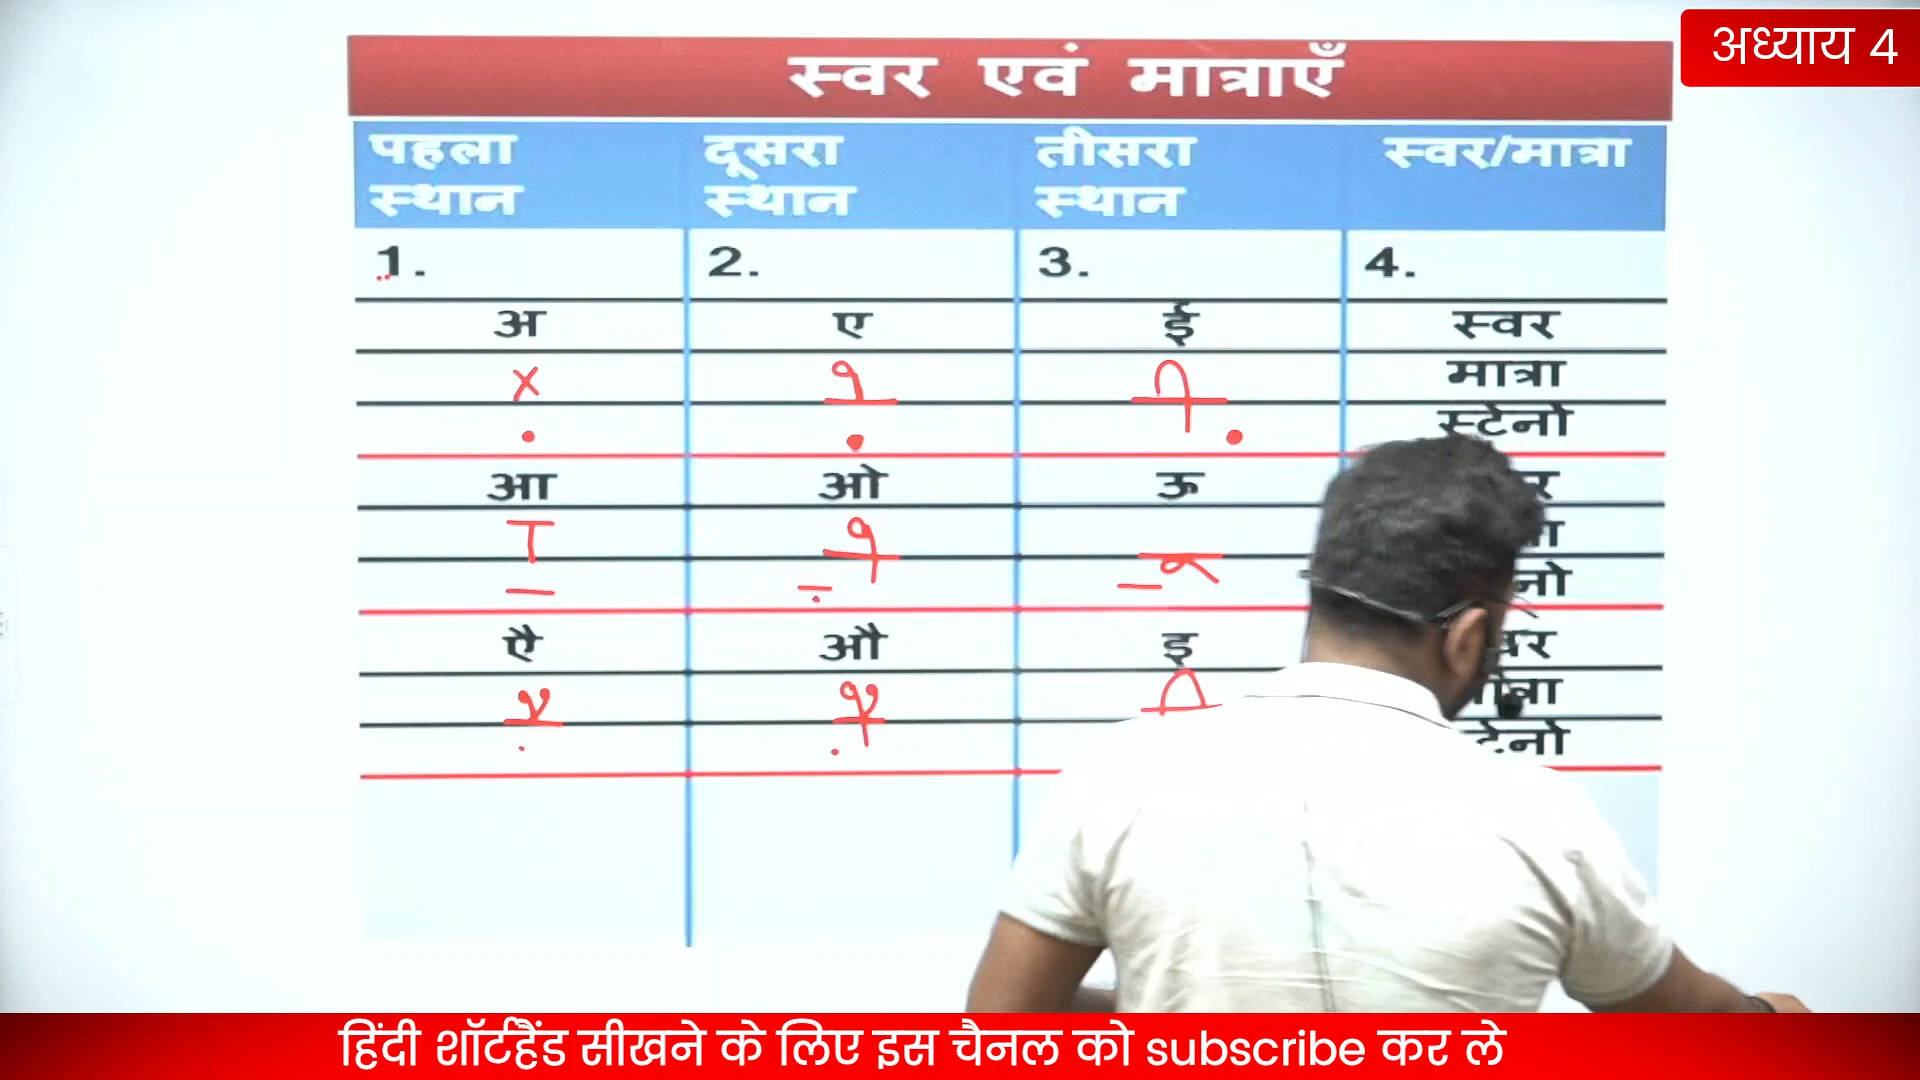 अध्याय 4
स्वर एवं मात्राएँ
पहला स्थान
दूसरा स्थान
तीसरा स्थान
स्वर/मात्रा
1. 2. 3. 4.
अ ए ई स्वर
x े ी मात्रा
स्टेनो
आ ओ ऊ
ा ो ू
ऐ औ इ
ै ौ ि
हिंदी शॉर्टहैंड सीखने के लिए इस चैनल को subscribe कर ले